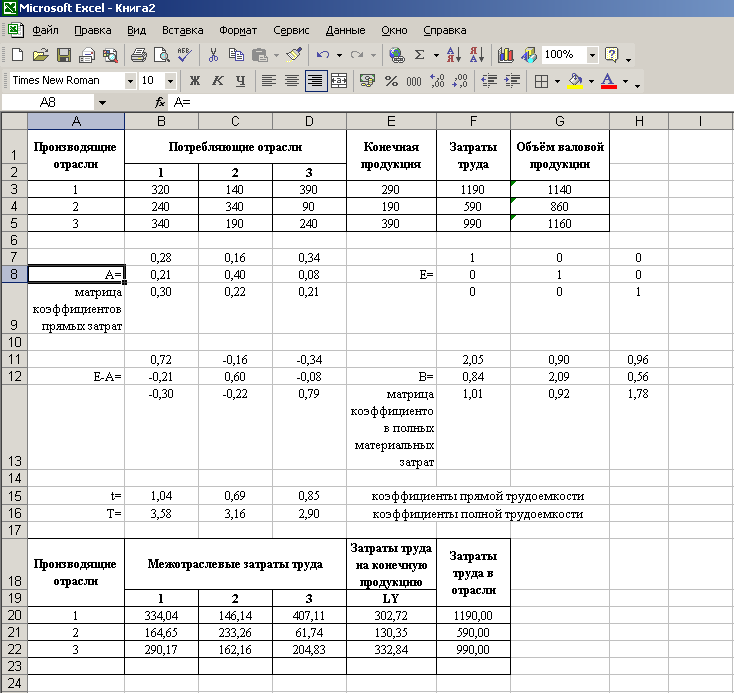 Microsoft Excel - Книга2
Файл Правка Вид Вставка Формат Сервис Данные Окно Справка
100%
Times New Roman 10 Ж К Ч
A8 fx A=
A B C D E F G H I
Производящие отрасли Потребляющие отрасли Конечная продукция Затраты труда Объём валовой продукции
1
2 1 2 3
3 1 320 140 390 290 1190 1140
4 2 240 340 90 190 590 860
5 3 340 190 240 390 990 1160
6
7 0,28 0,16 0,34 1 0 0
8 A= 0,21 0,40 0,08 E= 0 1 0
9 матрица коэффициентов прямых затрат 0,30 0,22 0,21 0 0 1
10
11 0,72 -0,16 -0,34 2,05 0,90 0,96
12 E-A= -0,21 0,60 -0,08 B= 0,84 2,09 0,56
13 -0,30 -0,22 0,79 матрица коэффициенто в полных материальных затрат 1,01 0,92 1,78
14
15 t= 1,04 0,69 0,85 коэффициенты прямой трудоемкости
16 T= 3,58 3,16 2,90 коэффициенты полной трудоемкости
17
18 Производящие отрасли Межотраслевые затраты труда Затраты труда на конечную продукцию Затраты труда в отрасли
19 1 2 3 LY
20 1 334,04 146,14 407,11 302,72 1190,00
21 2 164,65 233,26 61,74 130,35 590,00
22 3 290,17 162,16 204,83 332,84 990,00
23
24